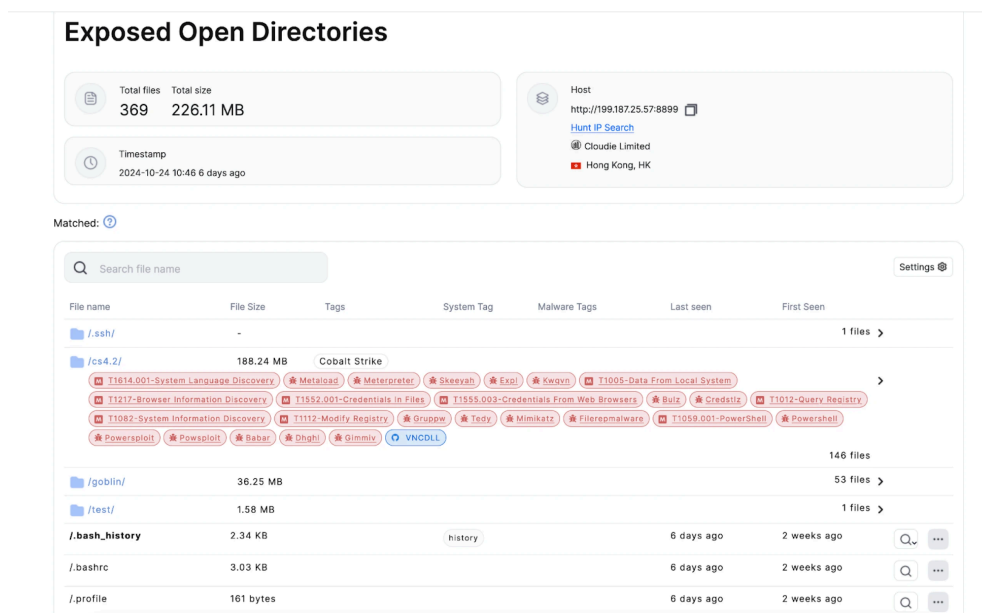 Exposed Open Directories
Total files Total size
369 226.11 MB
Timestamp
2024-10-24 10:46 6 days ago
Host
http://199.187.25.57:8899
Hunt IP Search
Cloudie Limited
Hong Kong, HK
Matched: ?
Search file name
Settings
File name File Size Tags System Tag Malware Tags Last seen First Seen
/.ssh/ - 1 files
/cs4.2/ 188.24 MB Cobalt Strike
M T1614.001-System Language Discovery Metaload Meterpreter Skeeyah Expl Kwqvn M T1005-Data From Local System
M T1217-Browser Information Discovery M T1552.001-Credentials in Files M T1555.003-Credentials From Web Browsers Bulz Credstlz M T1012-Query Registry
M T1082-System Information Discovery M T1112-Modify Registry Gruppw Tedy Mimikatz Filerepmalware M T1059.001-PowerShell Powershell
Powersploit Powsploit Babar Dhghl Gimmiv VNCDLL
146 files
/goblin/ 36.25 MB 53 files
/test/ 1.58 MB 1 files
/.bash_history 2.34 KB history 6 days ago 2 weeks ago
/.bashrc 3.03 KB 6 days ago 2 weeks ago
/.profile 161 bytes 6 days ago 2 weeks ago